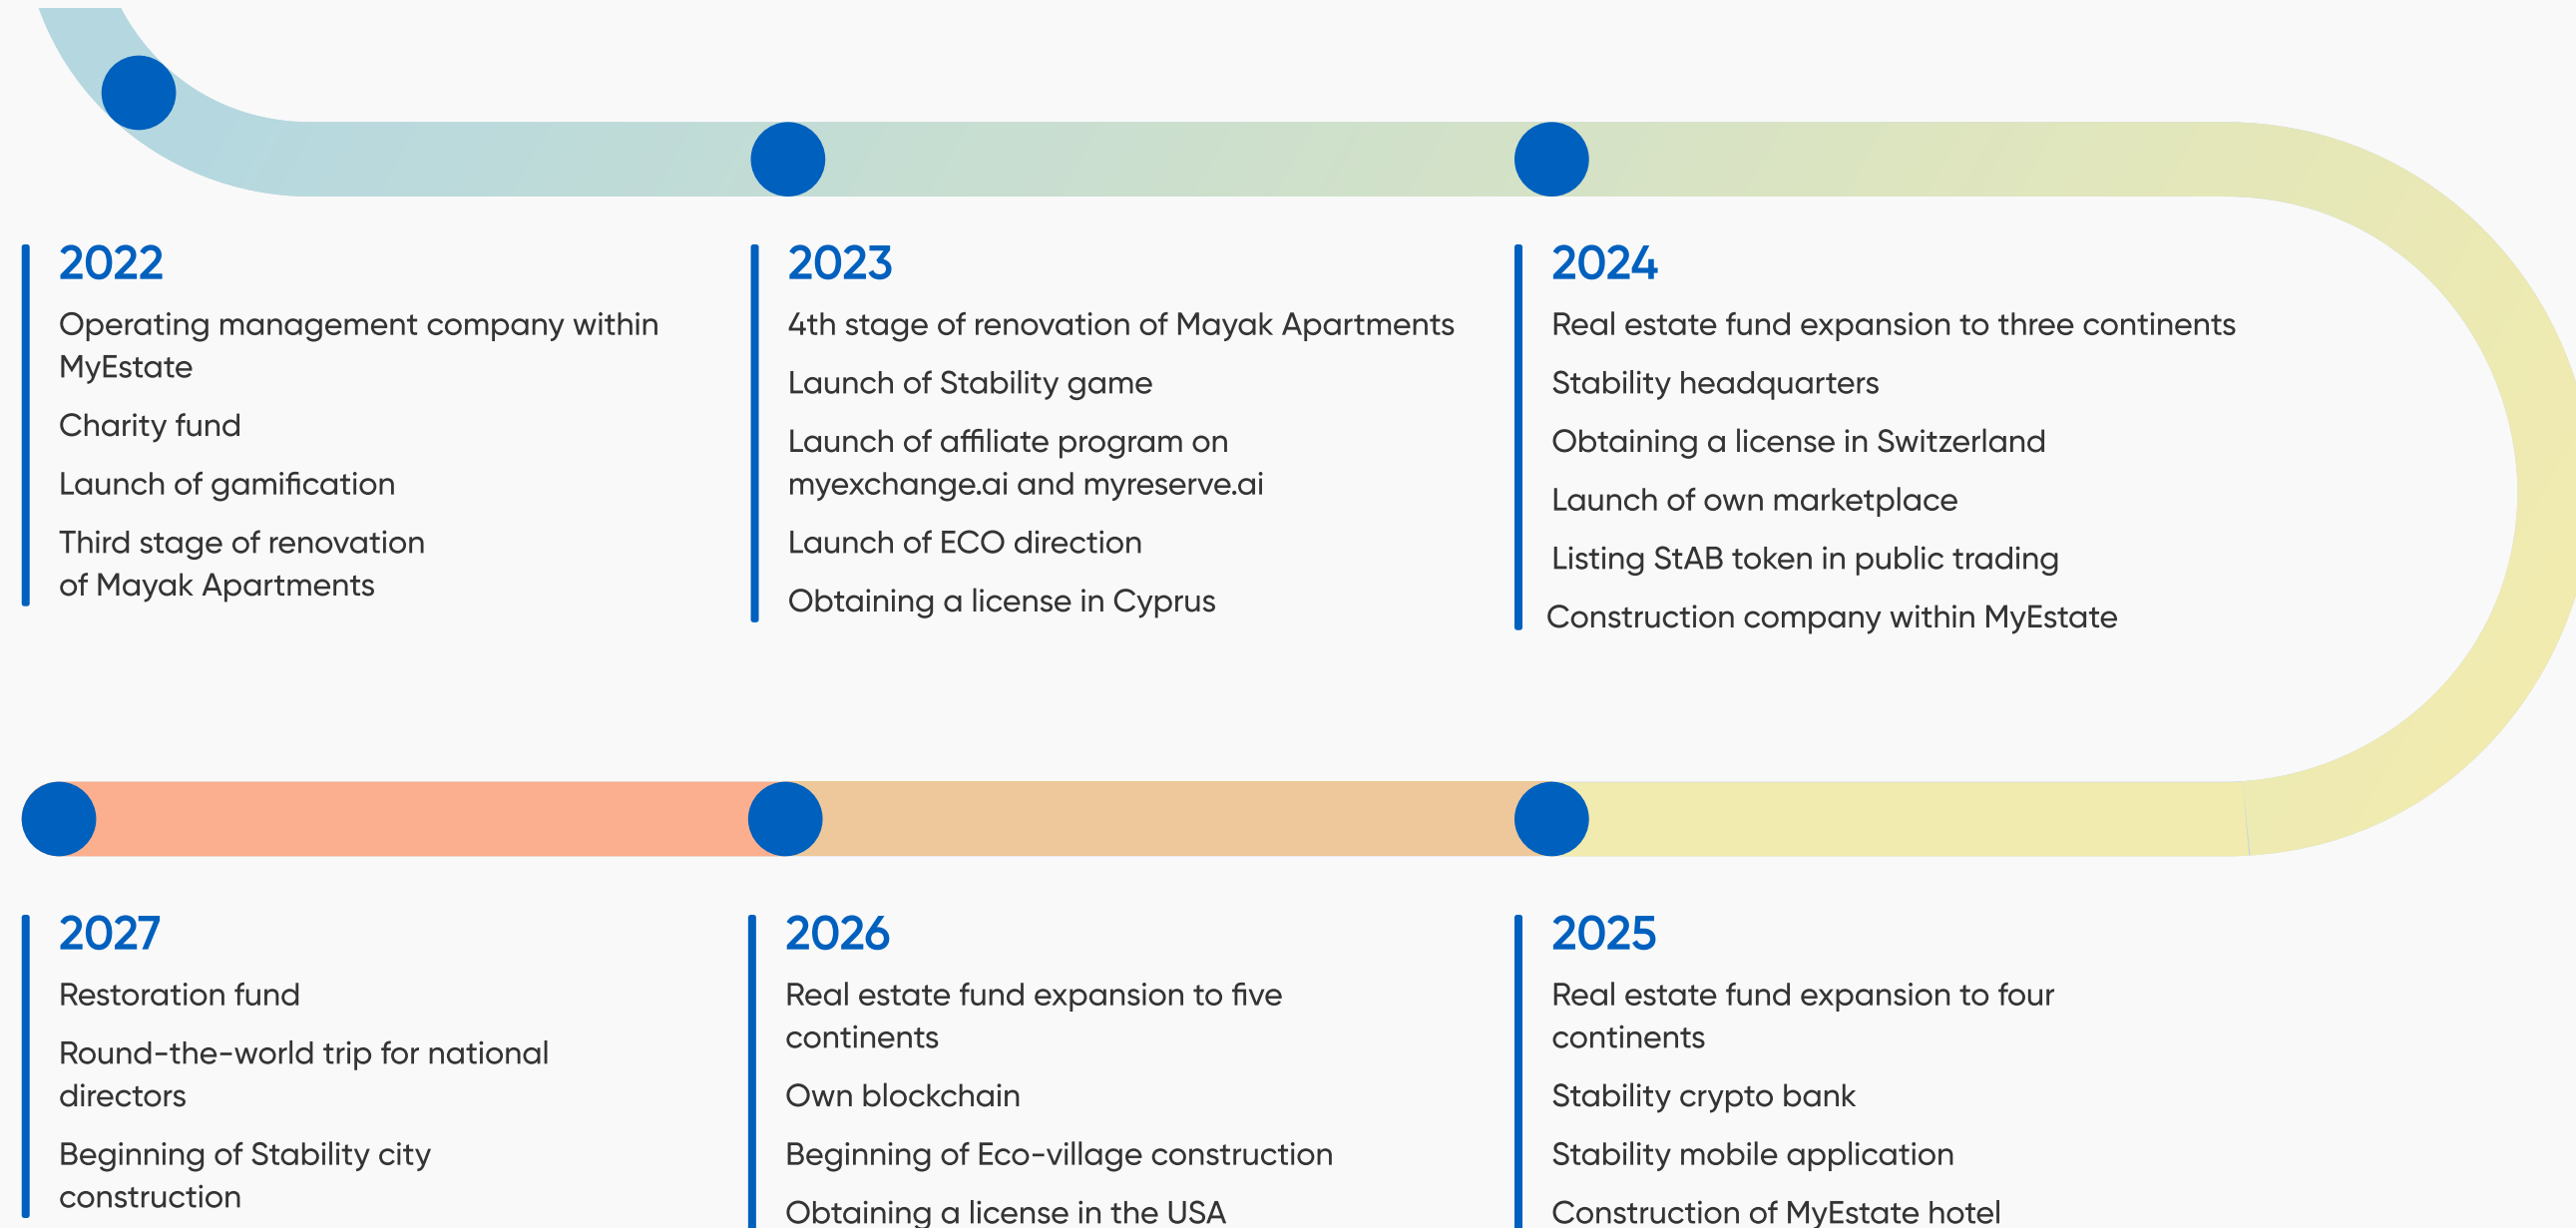 2022
Operating management company within
MyEstate
Charity fund
Launch of gamification
Third stage of renovation
of Mayak Apartments
2023
4th stage of renovation of Mayak Apartments
Launch of Stability game
Launch of affiliate program on
myexchange.ai and myreserve.ai
Launch of ECO direction
Obtaining a license in Cyprus
2024
Real estate fund expansion to three continents
Stability headquarters
Obtaining a license in Switzerland
Launch of own marketplace
Listing StAB token in public trading
Construction company within MyEstate
2027
Restoration fund
Round-the-world trip for national
directors
Beginning of Stability city
construction
2026
Real estate fund expansion to five
continents
Own blockchain
Beginning of Eco-village construction
Obtaining a license in the USA
2025
Real estate fund expansion to four
continents
Stability crypto bank
Stability mobile application
Construction of MyEstate hotel